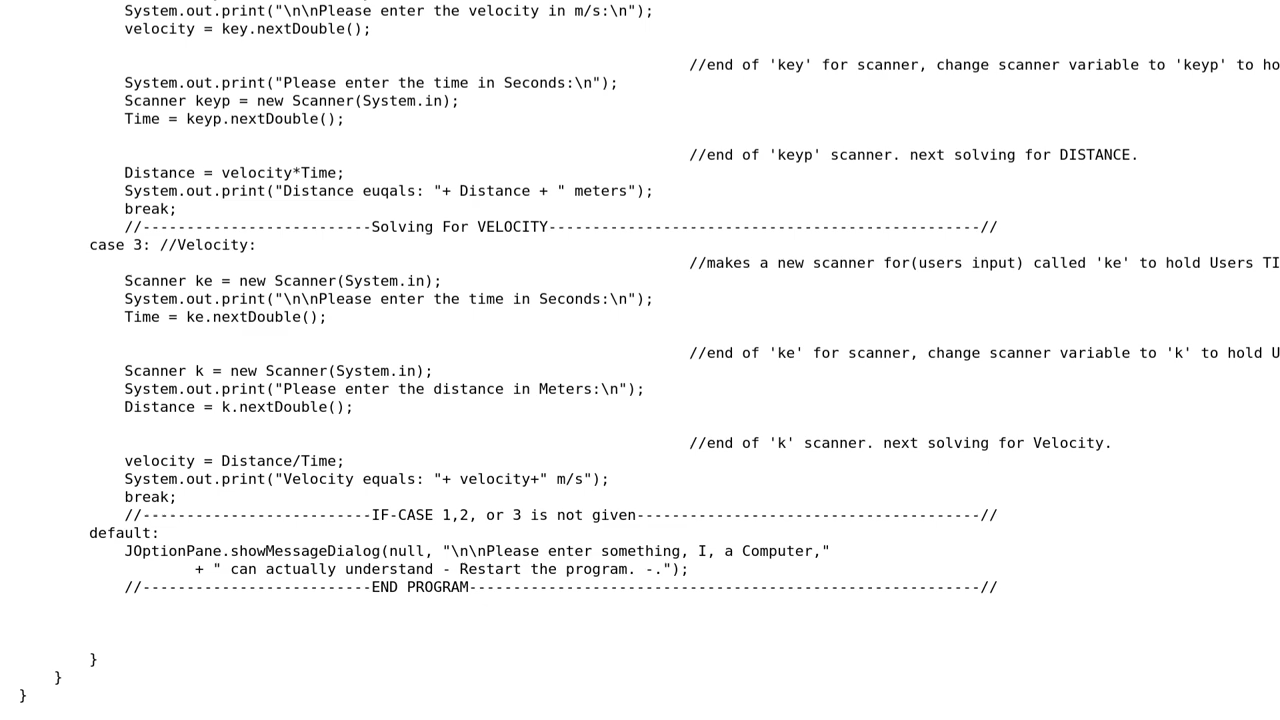 System.out.print("\n\nPlease enter the velocity in m/s:\n");
velocity = key.nextDouble();
//end of 'key' for scanner, change scanner variable to 'keyp' to ho
System.out.print("Please enter the time in Seconds:\n");
Scanner keyp = new Scanner(System.in);
Time = keyp.nextDouble();
//end of 'keyp' scanner. next solving for DISTANCE.
Distance = velocity*Time;
System.out.print("Distance euqals: "+ Distance + " meters");
break;
//--------------------------Solving For VELOCITY-------------------------------------------------//
case 3: //Velocity:
//makes a new scanner for(users input) called 'ke' to hold Users TI
Scanner ke = new Scanner(System.in);
System.out.print("\n\nPlease enter the time in Seconds:\n");
Time = ke.nextDouble();
//end of 'ke' for scanner, change scanner variable to 'k' to hold U
Scanner k = new Scanner(System.in);
System.out.print("Please enter the distance in Meters:\n");
Distance = k.nextDouble();
//end of 'k' scanner. next solving for Velocity.
velocity = Distance/Time;
System.out.print("Velocity equals: "+ velocity+" m/s");
break;
//--------------------------IF-CASE 1,2, or 3 is not given---------------------------------------//
default:
JOptionPane.showMessageDialog(null, "\n\nPlease enter something, I, a Computer,"
+ " can actually understand - Restart the program. -.");
//--------------------------END PROGRAM----------------------------------------------------------//
}
}
}